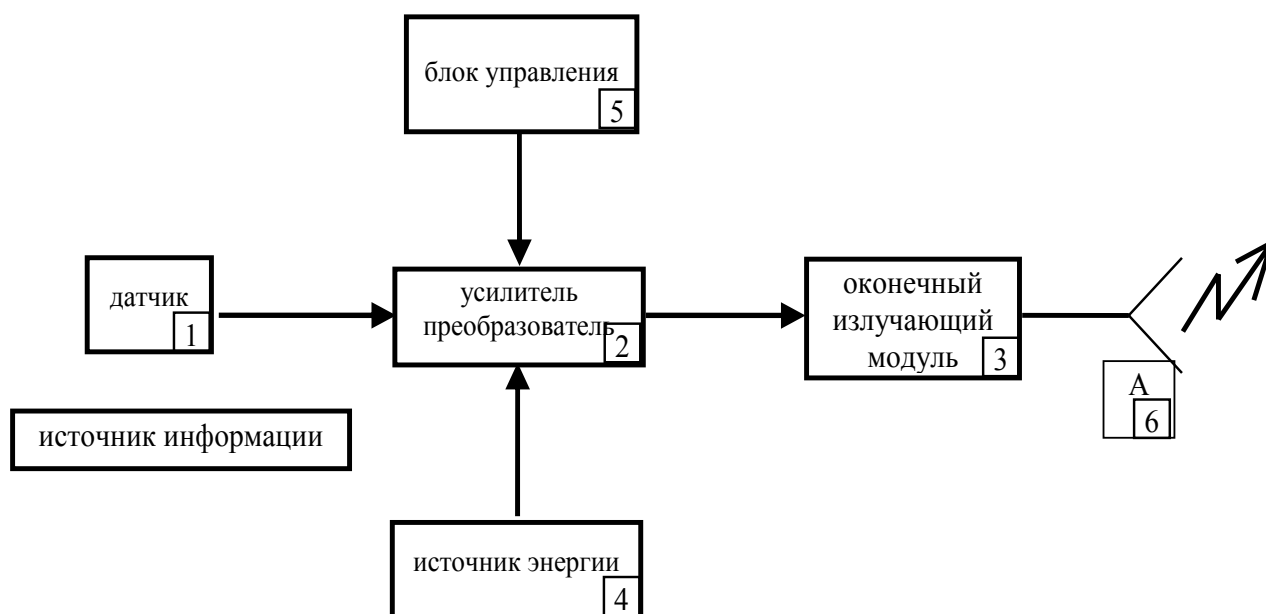 блок управления
5
датчик
1
усилитель
преобразователь
2
оконечный
излучающий
модуль
3
А
6
источник информации
источник энергии
4